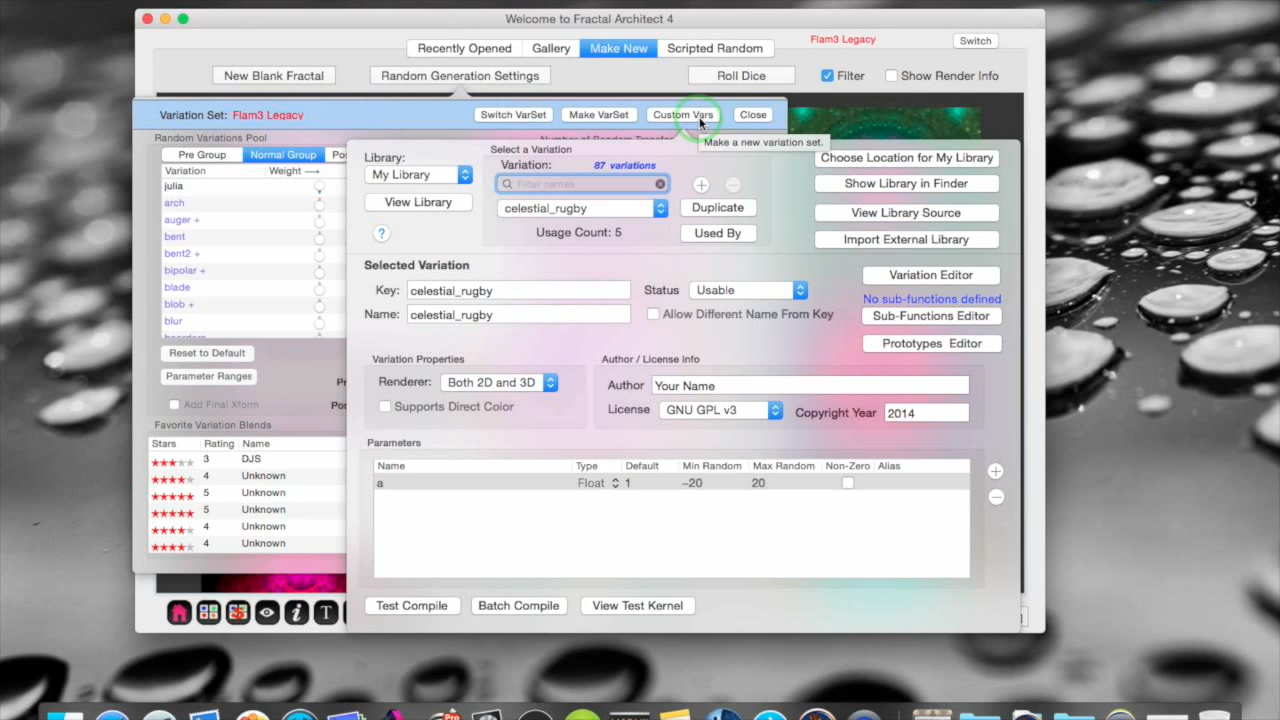 Welcome to Fractal Architect 4
Recently Opened
Gallery
Make New
Scripted Random
Flam3 Legacy
Switch
New Blank Fractal
Random Generation Settings
Roll Dice
Filter
Show Render Info
Variation Set: Flam3 Legacy
Switch VarSet
Make VarSet
Custom Vars
Close
Make a new variation set.
Random Variations Pool
Pre Group
Normal Group
Variation
Weight —→
julia
arch
auger +
bent
bent2 +
bipolar +
blade
blob +
blur
Reset to Default
Parameter Ranges
Add Final Xform
Favorite Variation Blends
Stars
Rating
Name
3
DJS
4
Unknown
5
Unknown
5
Unknown
4
Unknown
4
Unknown
Library:
My Library
View Library
?
Select a Variation
Variation:
87 variations
Filter names
celestial_rugby
Duplicate
Usage Count: 5
Used By
Choose Location for My Library
Show Library in Finder
View Library Source
Import External Library
Selected Variation
Key:
celestial_rugby
Name:
celestial_rugby
Status
Usable
Allow Different Name From Key
Variation Editor
No sub-functions defined
Sub-Functions Editor
Prototypes Editor
Variation Properties
Renderer:
Both 2D and 3D
Supports Direct Color
Author / License Info
Author
Your Name
License
GNU GPL v3
Copyright Year
2014
Parameters
Name
Type
Default
Min Random
Max Random
Non-Zero
Alias
a
Float
1
-20
20
Test Compile
Batch Compile
View Test Kernel